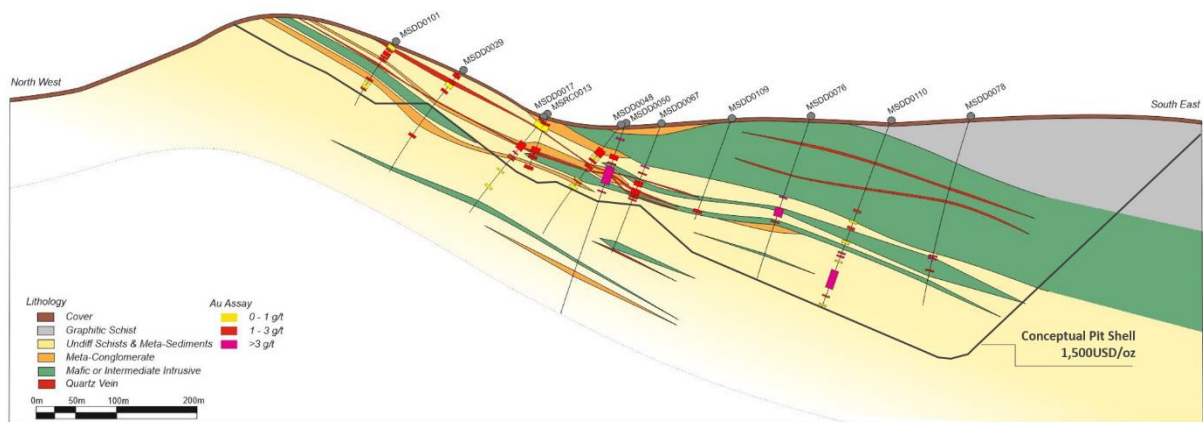 MSDD0101
MSDD0029
North West
MSDD0017
MSRC0013
MSDD0048
MSDD0050
MSDD0067
MSDD0109
MSDD0076
MSDD0110
MSDD0078
South East
Lithology
Cover
Graphitic Schist
Undiff Schists & Meta-Sediments
Meta-Conglomerate
Mafic or Intermediate Intrusive
Quartz Vein
Au Assay
0 - 1 g/t
1 - 3 g/t
>3 g/t
0m 50m 100m 200m
Conceptual Pit Shell
1,500USD/oz